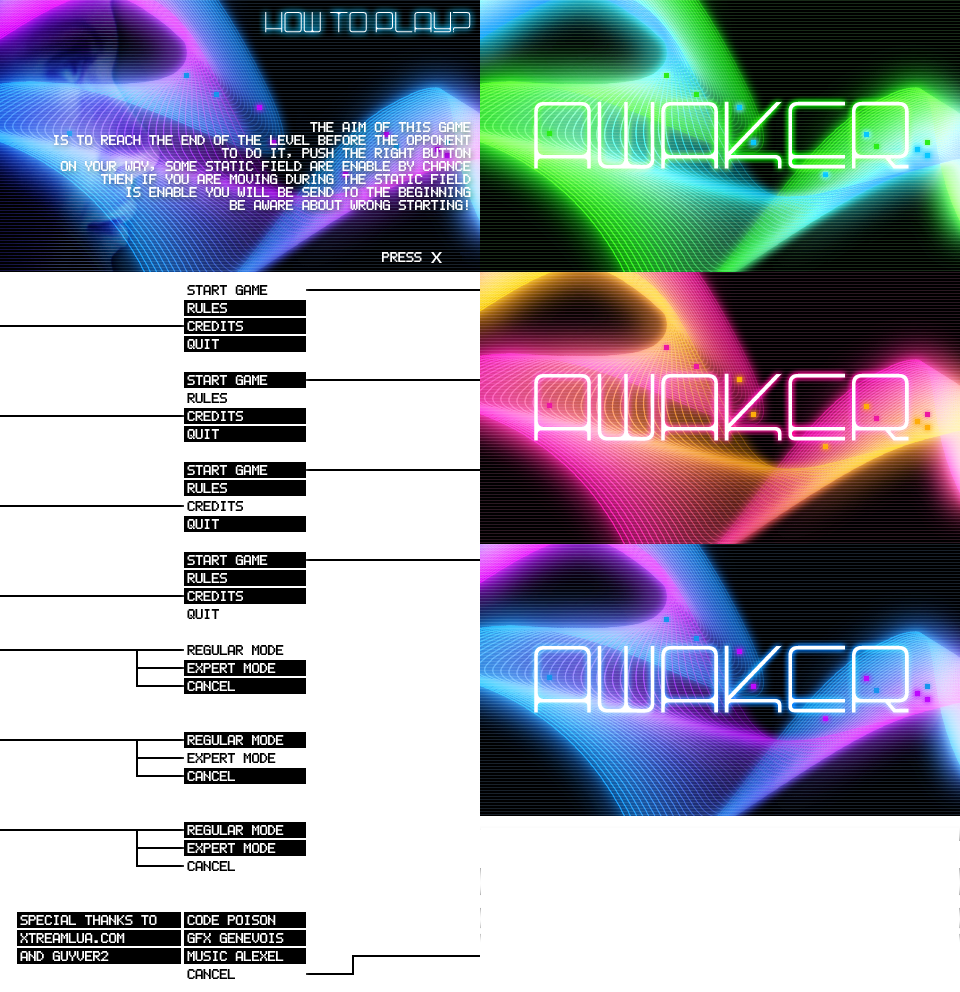 HOW TO PLAY?
THE AIM OF THIS GAME
IS TO REACH THE END OF THE LEVEL BEFORE THE OPPONENT
TO DO IT, PUSH THE RIGHT BUTTON
ON YOUR WAY, SOME STATIC FIELD ARE ENABLE BY CHANCE
THEN IF YOU ARE MOVING DURING THE STATIC FIELD
IS ENABLE YOU WILL BE SEND TO THE BEGINNING
BE AWARE ABOUT WRONG STARTING!
PRESS X
AWAKER
START GAME
RULES
CREDITS
QUIT
START GAME
RULES
CREDITS
QUIT
AWAKER
START GAME
RULES
CREDITS
QUIT
START GAME
RULES
CREDITS
QUIT
REGULAR MODE
EXPERT MODE
CANCEL
AWAKER
REGULAR MODE
EXPERT MODE
CANCEL
REGULAR MODE
EXPERT MODE
CANCEL
SPECIAL THANKS TO CODE POISON
XTREAMLUA.COM GFX GENEVOIS
AND GUYVER2 MUSIC ALEXEL
CANCEL